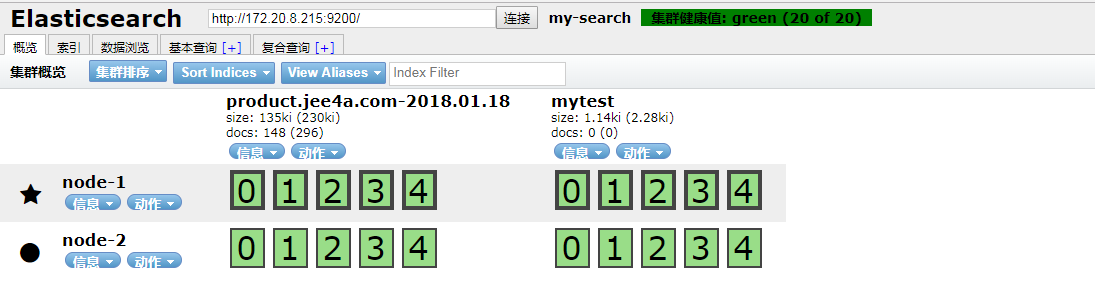 Elasticsearch http://172.20.8.215:9200/ 连接 my-search 集群健康值: green (20 of 20)
概览 索引 数据浏览 基本查询 [+] 复合查询 [+]
集群概览 集群排序 Sort Indices View Aliases Index Filter
product.jee4a.com-2018.01.18 mytest
size: 135ki (230ki) size: 1.14ki (2.28ki)
docs: 148 (296) docs: 0 (0)
信息 动作 信息 动作
node-1 0 1 2 3 4 0 1 2 3 4
信息 动作
node-2 0 1 2 3 4 0 1 2 3 4
信息 动作